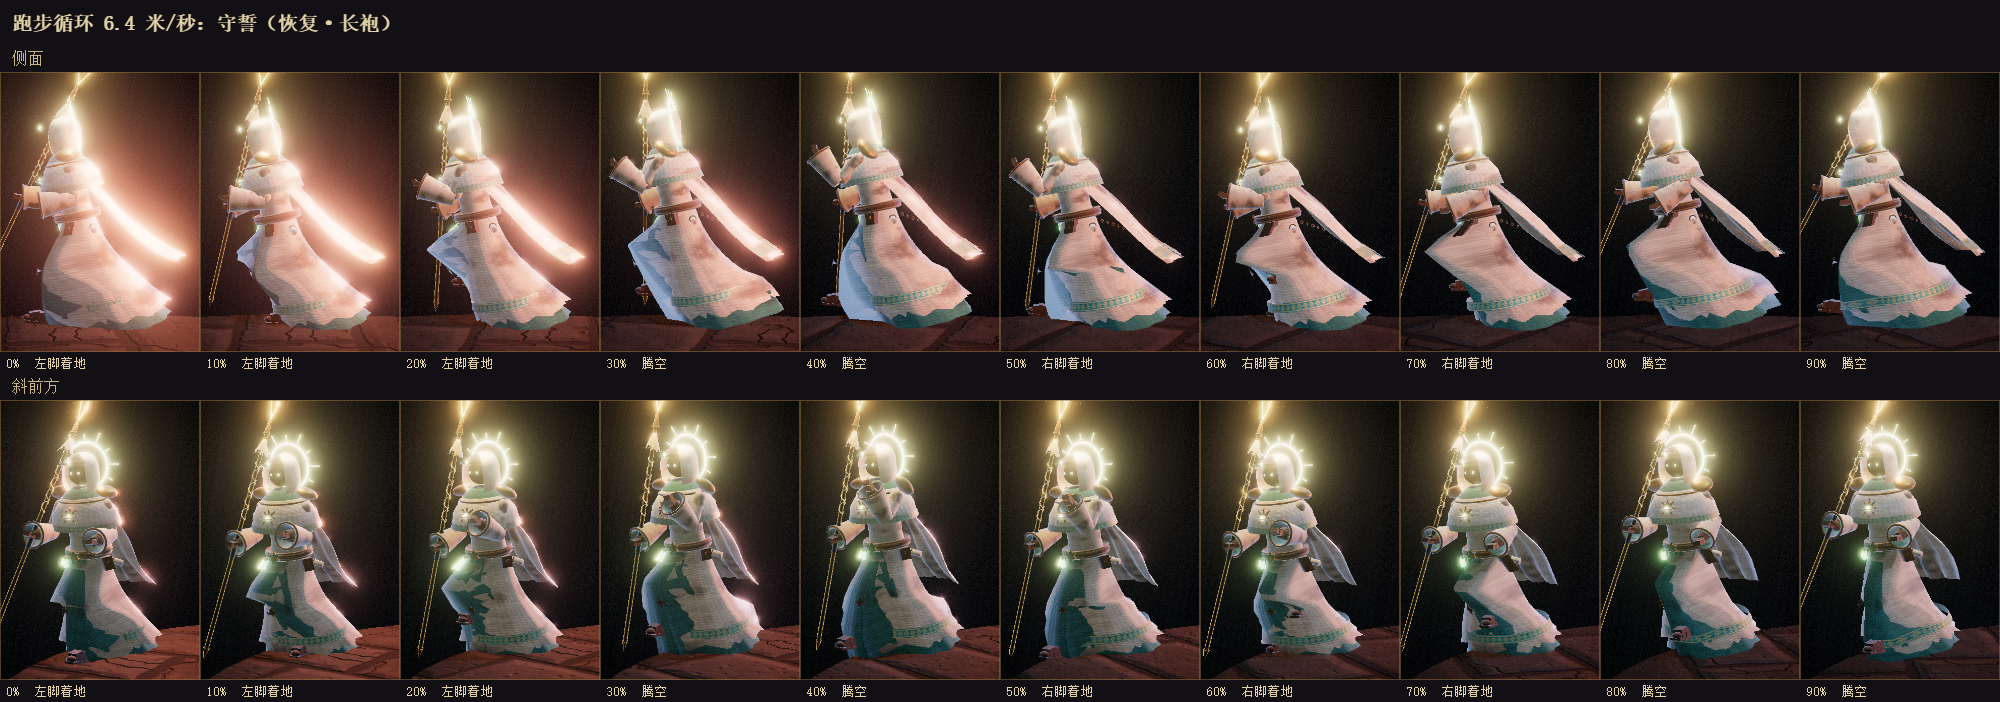 跑步循环 6.4 米/秒：守誓（恢复·长袍）
侧面
0% 左脚着地 10% 左脚着地 20% 左脚着地 30% 腾空 40% 腾空 50% 右脚着地 60% 右脚着地 70% 右脚着地 80% 腾空 90% 腾空
斜前方
0% 左脚着地 10% 左脚着地 20% 左脚着地 30% 腾空 40% 腾空 50% 右脚着地 60% 右脚着地 70% 右脚着地 80% 腾空 90% 腾空